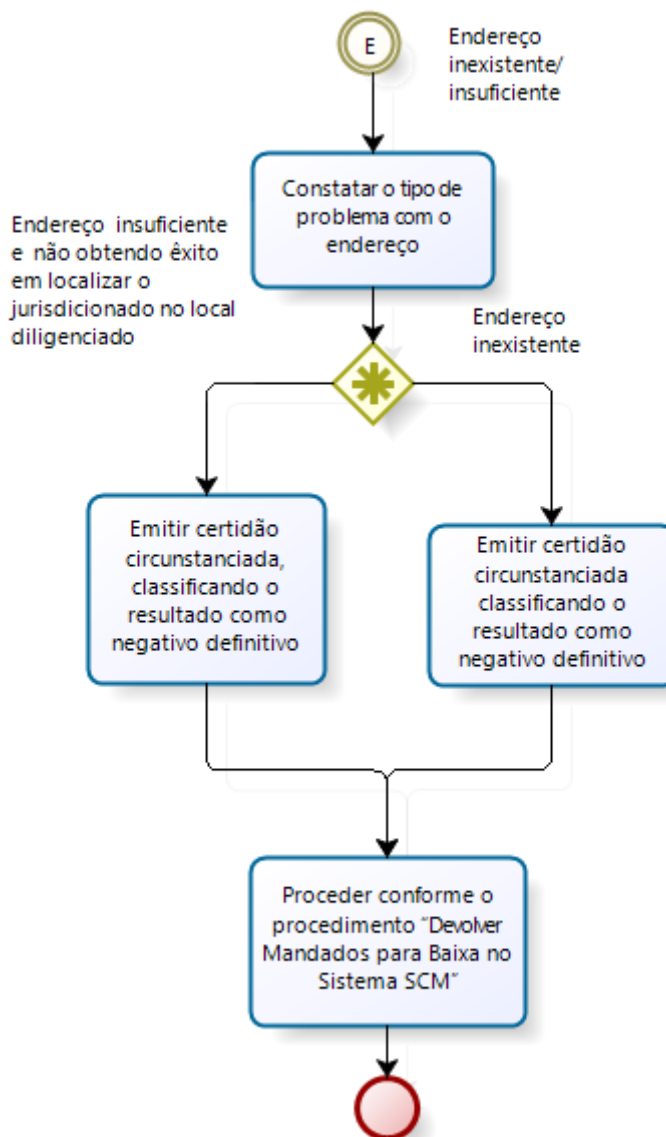 E
Endereço
inexistente/
insuficiente
Constatar o tipo de
problema com o
endereço
Endereço insuficiente
e não obtendo êxito
em localizar o
jurisdicionado no local
diligenciado
Endereço
inexistente
Emitir certidão
circunstanciada,
classificando o
resultado como
negativo definitivo
Emitir certidão
circunstanciada
classificando o
resultado como
negativo definitivo
Proceder conforme o
procedimento “Devolver
Mandados para Baixa no
Sistema SCM”